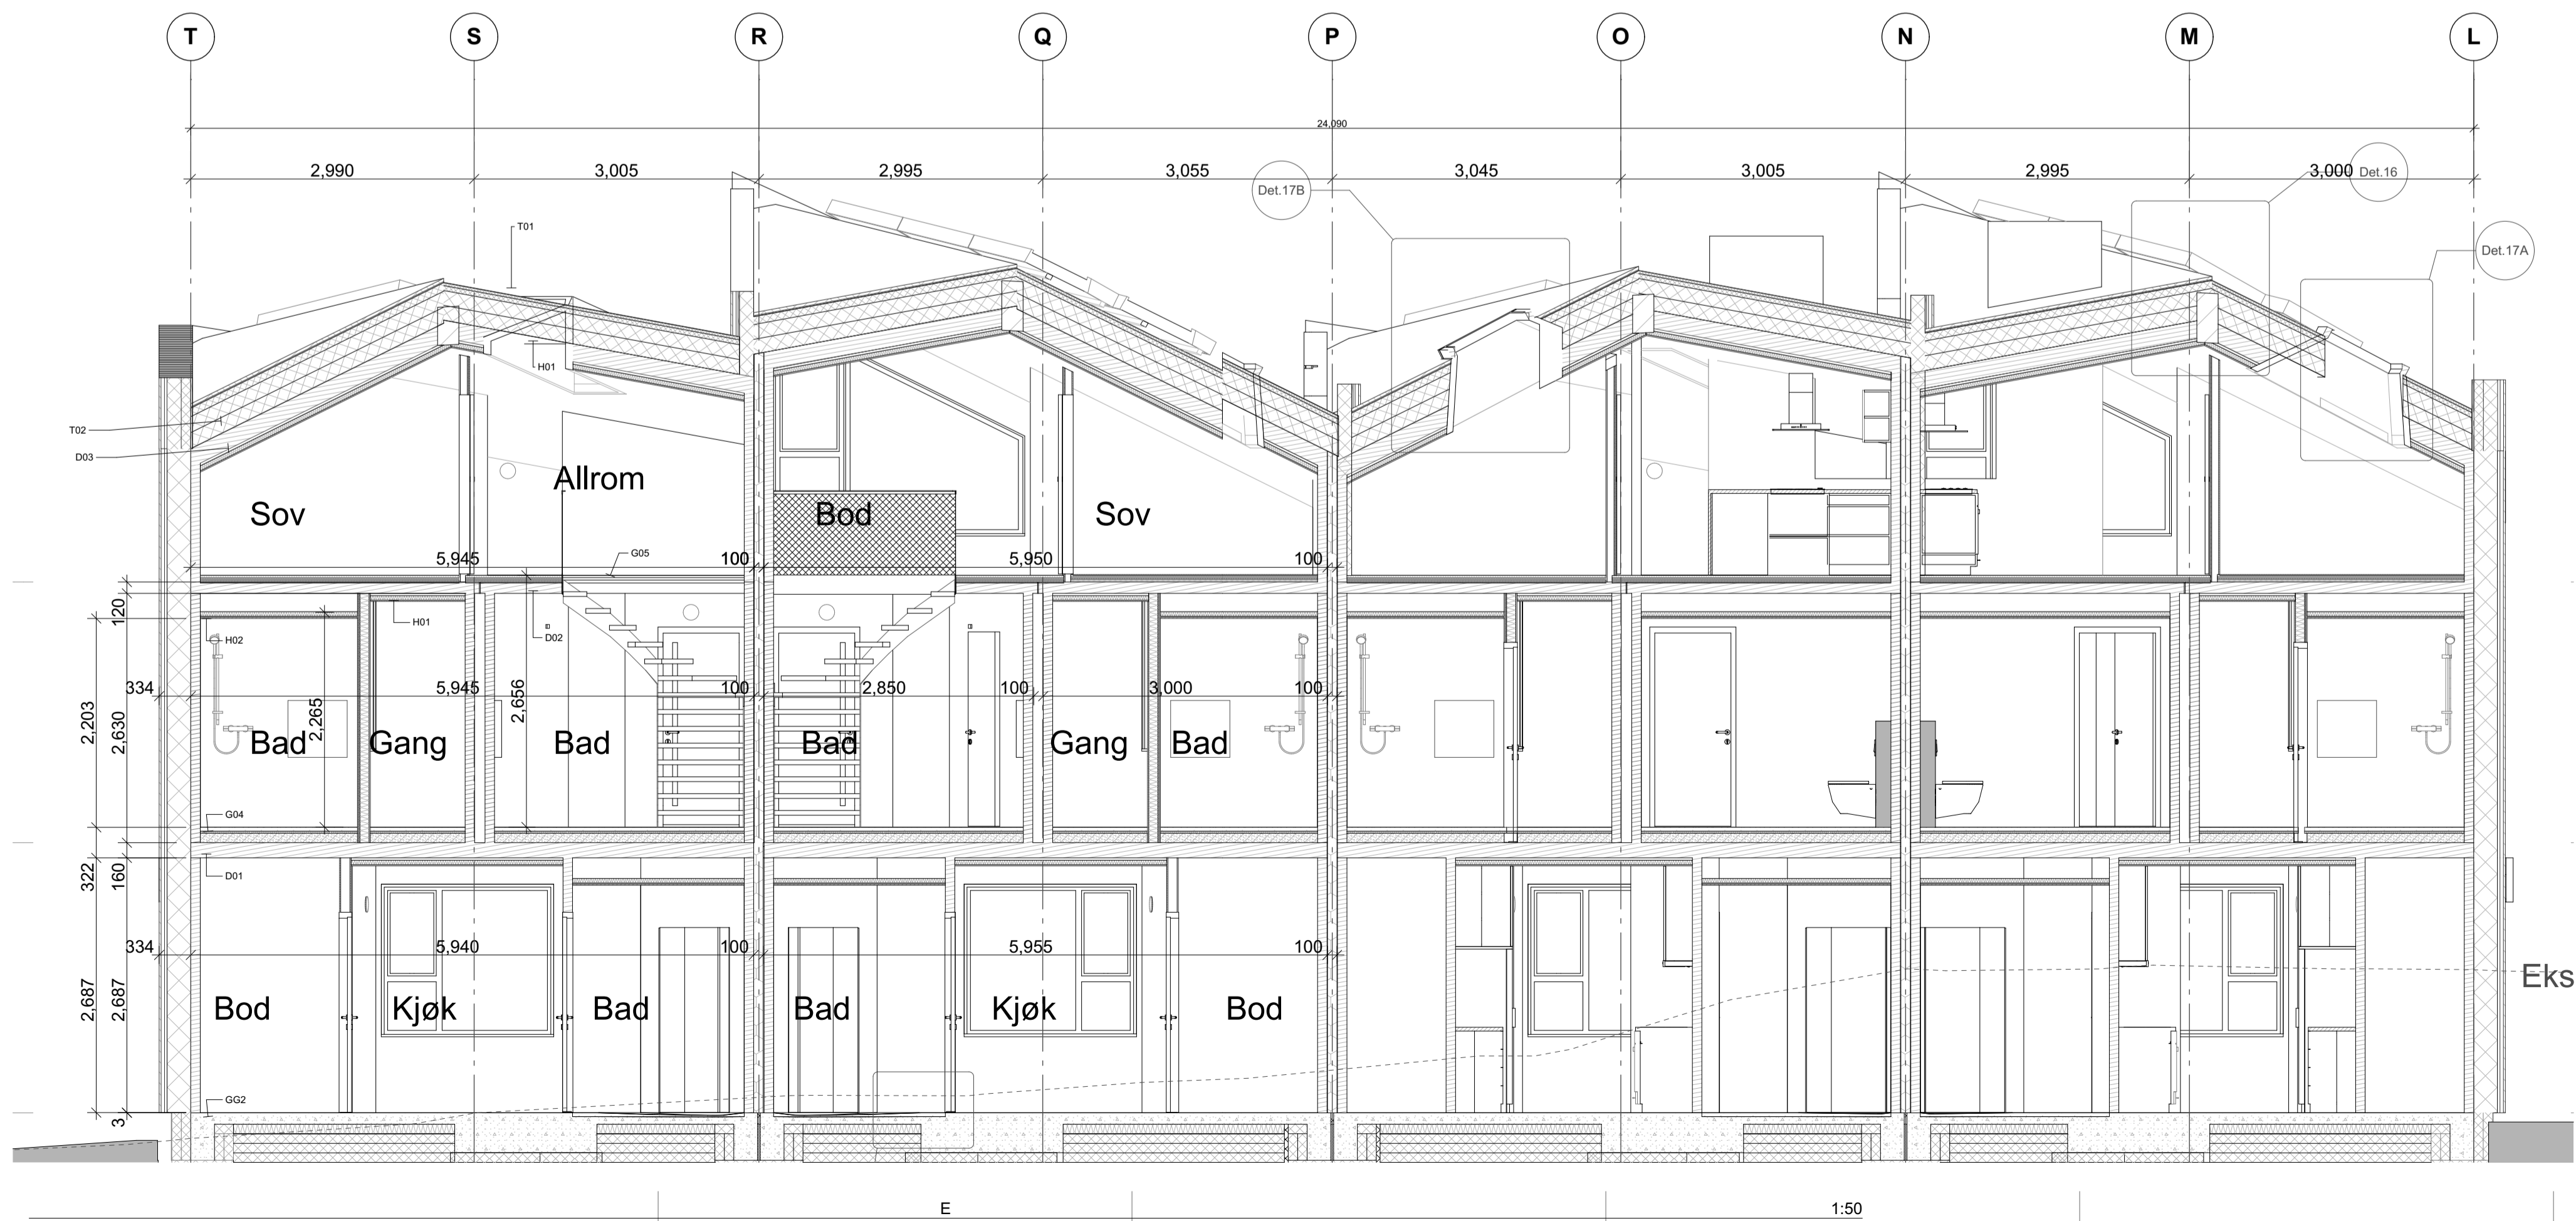 T S R Q P O N M L
24,090
2,990 3,005 2,995 3,055 3,045 3,005 2,995 3,000
Det.17B Det.16
T01
Det.17A
H01
T02
D03
Allrom
Sov Bod Sov
5,945 G05 100 5,950 100
120
H02 H01 D02
334 5,945 100 2,850 100 3,000 100
2,203 2,630 2,265 2,656
Bad Gang Bad Bad Gang Bad
G04
322 160 D01
334 5,940 100 5,955 100
Eks
2,687 2,687
Bod Kjøk Bad Bad Kjøk Bod
GG2
3
E 1:50